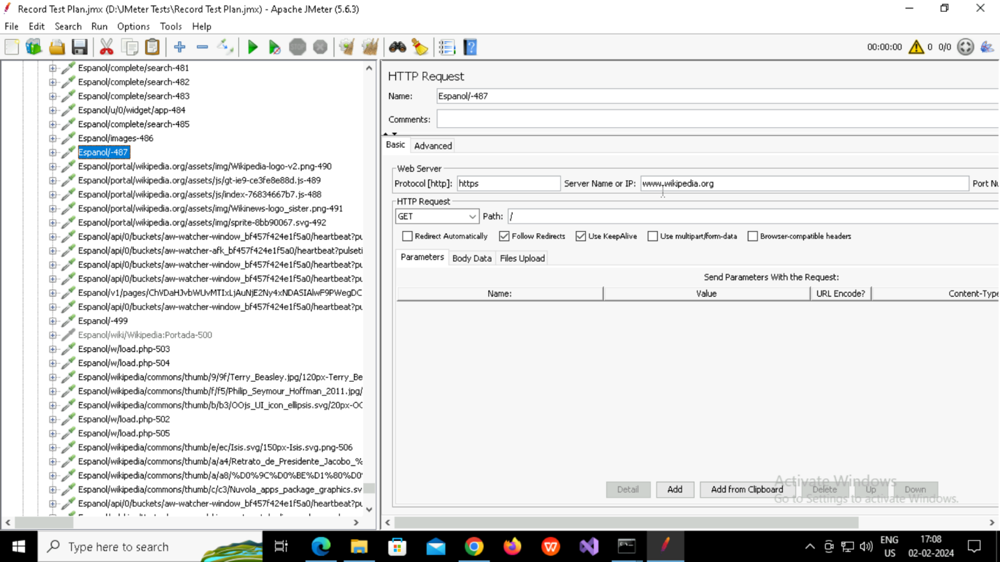 Record Test Plan.jmx (D:\JMeter Tests\Record Test Plan.jmx) - Apache JMeter (5.6.3)
File Edit Search Run Options Tools Help
00:00:00 0 0/0
Espanol/complete/search-481
Espanol/complete/search-482
Espanol/complete/search-483
Espanol/u/0/widget/app-484
Espanol/complete/search-485
Espanol/images-486
Espanol/-487
Espanol/portal/wikipedia.org/assets/img/Wikipedia-logo-v2.png-490
Espanol/portal/wikipedia.org/assets/js/gt-ie9-ce3fe8e88d.js-489
Espanol/portal/wikipedia.org/assets/js/index-76834667b7.js-488
Espanol/portal/wikipedia.org/assets/img/Wikinews-logo_sister.png-491
Espanol/portal/wikipedia.org/assets/img/sprite-8bb90067.svg-492
Espanol/api/0/buckets/aw-watcher-window_bf457f424e1f5a0/heartbeat?pu
Espanol/api/0/buckets/aw-watcher-afk_bf457f424e1f5a0/heartbeat?pulseti
Espanol/api/0/buckets/aw-watcher-window_bf457f424e1f5a0/heartbeat?pu
Espanol/api/0/buckets/aw-watcher-window_bf457f424e1f5a0/heartbeat?pu
Espanol/v1/pages/ChVDaHJvbWUvMTIxLjAuNjE2Ny4xNDASIAlwF9PWegDC
Espanol/api/0/buckets/aw-watcher-window_bf457f424e1f5a0/heartbeat?pu
Espanol/-499
Espanol/wiki/Wikipedia:Portada-500
Espanol/w/load.php-503
Espanol/w/load.php-504
Espanol/wikipedia/commons/thumb/9/9f/Terry_Beasley.jpg/120px-Terry_Be
Espanol/wikipedia/commons/thumb/f/f5/Philip_Seymour_Hoffman_2011.jpg/
Espanol/wikipedia/commons/thumb/b/b3/OOjs_UI_icon_ellipsis.svg/20px-OO
Espanol/w/load.php-502
Espanol/w/load.php-505
Espanol/wikipedia/commons/thumb/e/ec/Isis.svg/150px-Isis.svg.png-506
Espanol/wikipedia/commons/thumb/a/a4/Retrato_de_Presidente_Jacobo_%
Espanol/wikipedia/commons/thumb/a/a8/%D0%9C%D0%BE%D1%80%D0
Espanol/wikipedia/commons/thumb/c/c3/Nuvola_apps_package_graphics.sv
Espanol/api/0/buckets/aw-watcher-window_bf457f424e1f5a0/heartbeat?pu
HTTP Request
Name: Espanol/-487
Comments:
Basic Advanced
Web Server
Protocol [http]: https Server Name or IP: www.wikipedia.org Port Nu
HTTP Request
GET Path: /
Redirect Automatically Follow Redirects Use KeepAlive Use multipart/form-data Browser-compatible headers
Parameters Body Data Files Upload
Send Parameters With the Request:
Name: Value URL Encode? Content-Type
Detail Add Add from Clipboard Delete Up Down
Activate Windows
Go to Settings to activate Windows.
Type here to search
ENG
US
17:08
02-02-2024